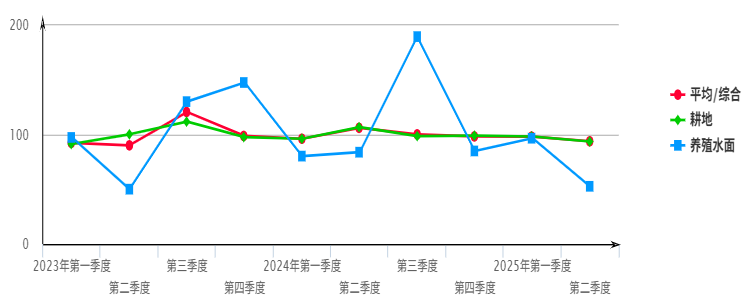 200
100
0
2023年第一季度
第二季度
第三季度
第四季度
2024年第一季度
第二季度
第三季度
第四季度
2025年第一季度
第二季度
平均/综合
耕地
养殖水面